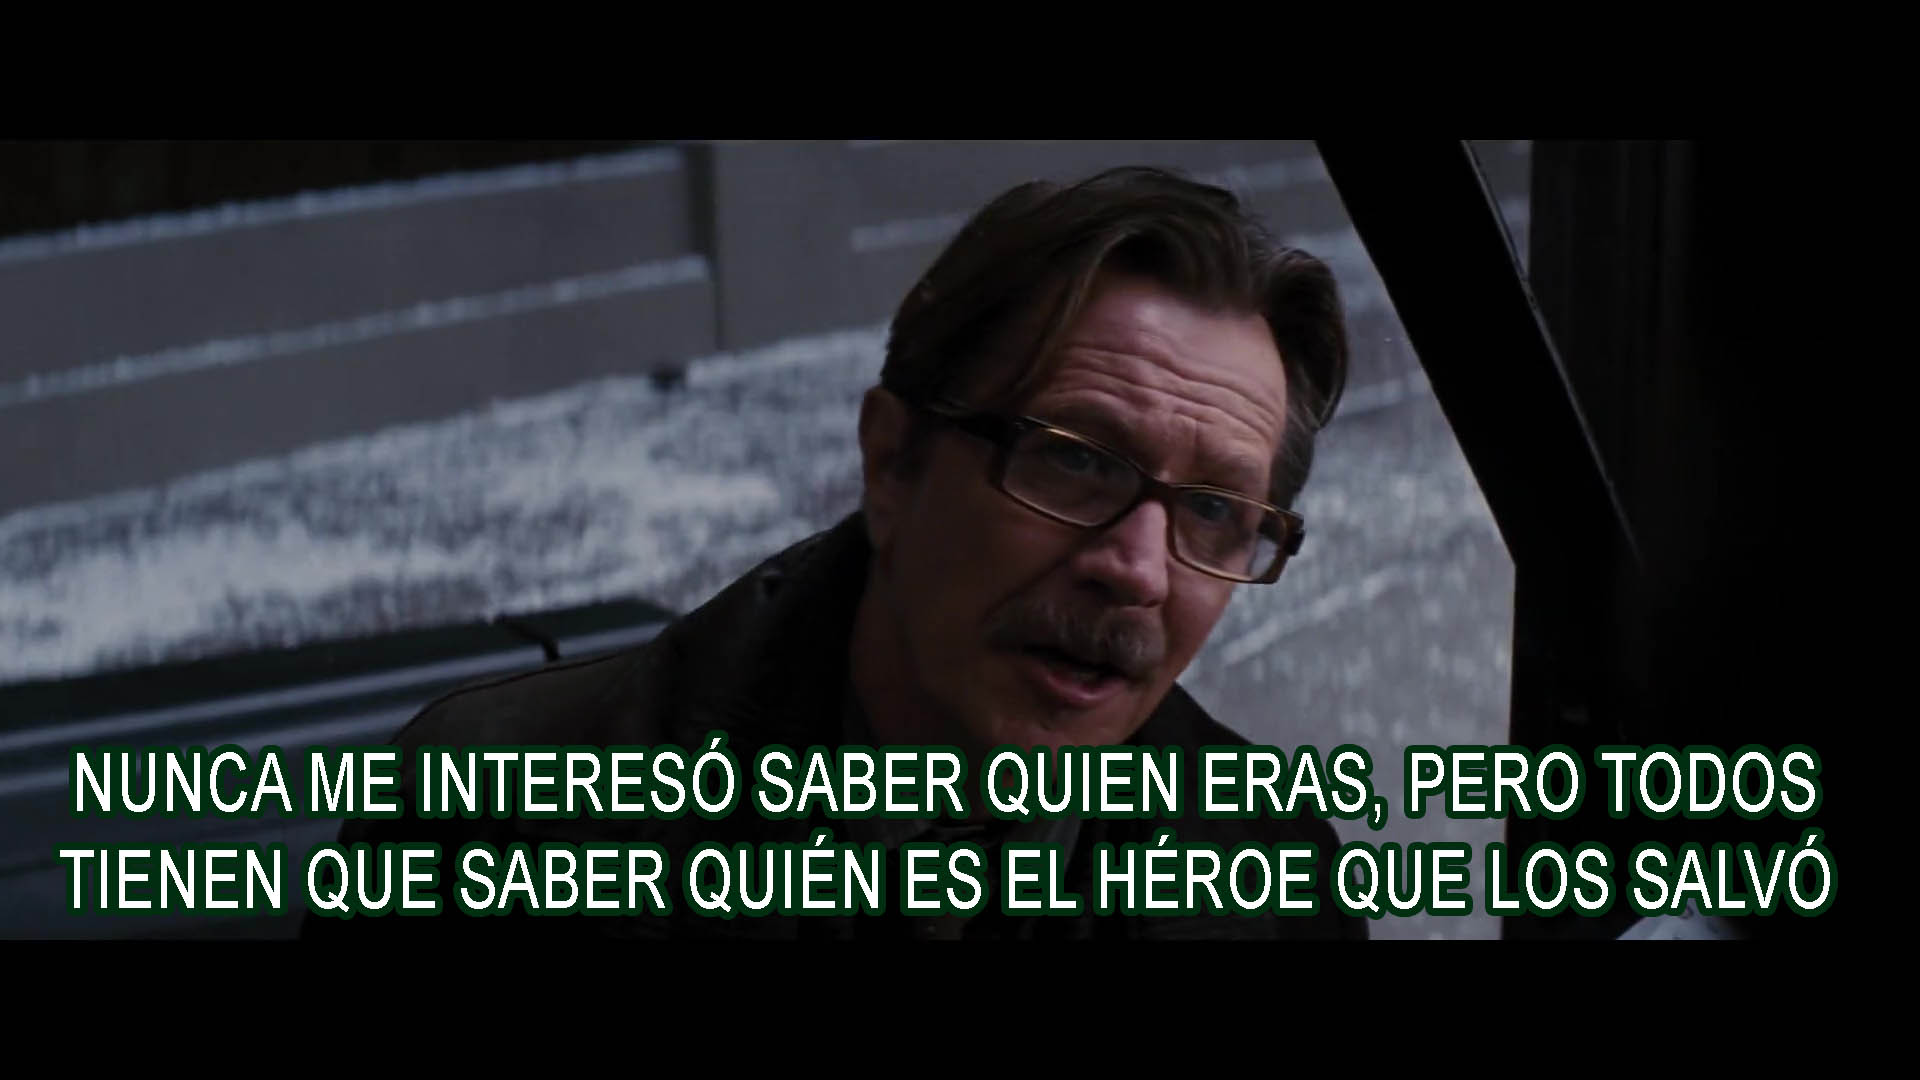 NUNCA ME INTERESÓ SABER QUIEN ERAS, PERO TODOS
TIENEN QUE SABER QUIÉN ES EL HÉROE QUE LOS SALVÓ